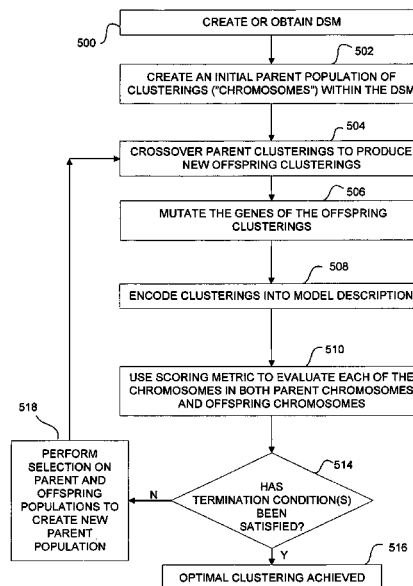 500
CREATE OR OBTAIN DSM
502
CREATE AN INITIAL PARENT POPULATION OF
CLUSTERINGS ("CHROMOSOMES") WITHIN THE DSM
504
CROSSOVER PARENT CLUSTERINGS TO PRODUCE
NEW OFFSPRING CLUSTERINGS
506
MUTATE THE GENES OF THE OFFSPRING
CLUSTERINGS
508
ENCODE CLUSTERINGS INTO MODEL DESCRIPTION
510
USE SCORING METRIC TO EVALUATE EACH OF THE
CHROMOSOMES IN BOTH PARENT CHROMOSOMES
AND OFFSPRING CHROMOSOMES
518
PERFORM
SELECTION ON
PARENT AND
OFFSPRING
POPULATIONS TO
CREATE NEW
PARENT
POPULATION
N
514
HAS
TERMINATION CONDITION(S)
BEEN
SATISFIED?
Y
516
OPTIMAL CLUSTERING ACHIEVED